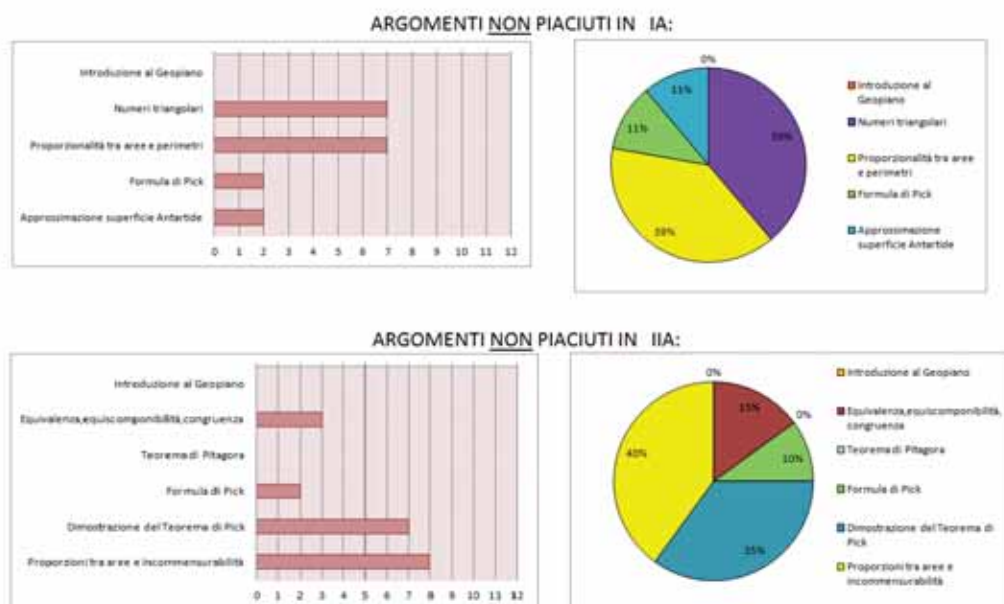 ARGOMENTI NON PIACIUTI IN IA:
Introduzione al Geopiano
Numeri triangolari
Proporzionalità tra aree e perimetri
Formula di Pick
Approssimazione superficie Antartide
0 1 2 3 4 5 6 7 8 9 10 11 12
0%
39%
39%
11%
11%
Introduzione al
Geopiano
Numeri triangolari
Proporzionalità tra aree
e perimetri
Formula di Pick
Approssimazione
superficie Antartide
ARGOMENTI NON PIACIUTI IN IIA:
Introduzione al Geopiano
Equivalenza,equiscomponibilità,congruenza
Teorema di Pitagora
Formula di Pick
Dimostrazione del Teorema di Pick
Proporzioni tra aree e incommensurabilità
0 1 2 3 4 5 6 7 8 9 10 11 12
0%
15%
0%
10%
35%
40%
Introduzione al Geopiano
Equivalenza,equiscomponibilità,
congruenza
Teorema di Pitagora
Formula di Pick
Dimostrazione del Teorema di
Pick
Proporzioni tra aree e
incommensurabilità